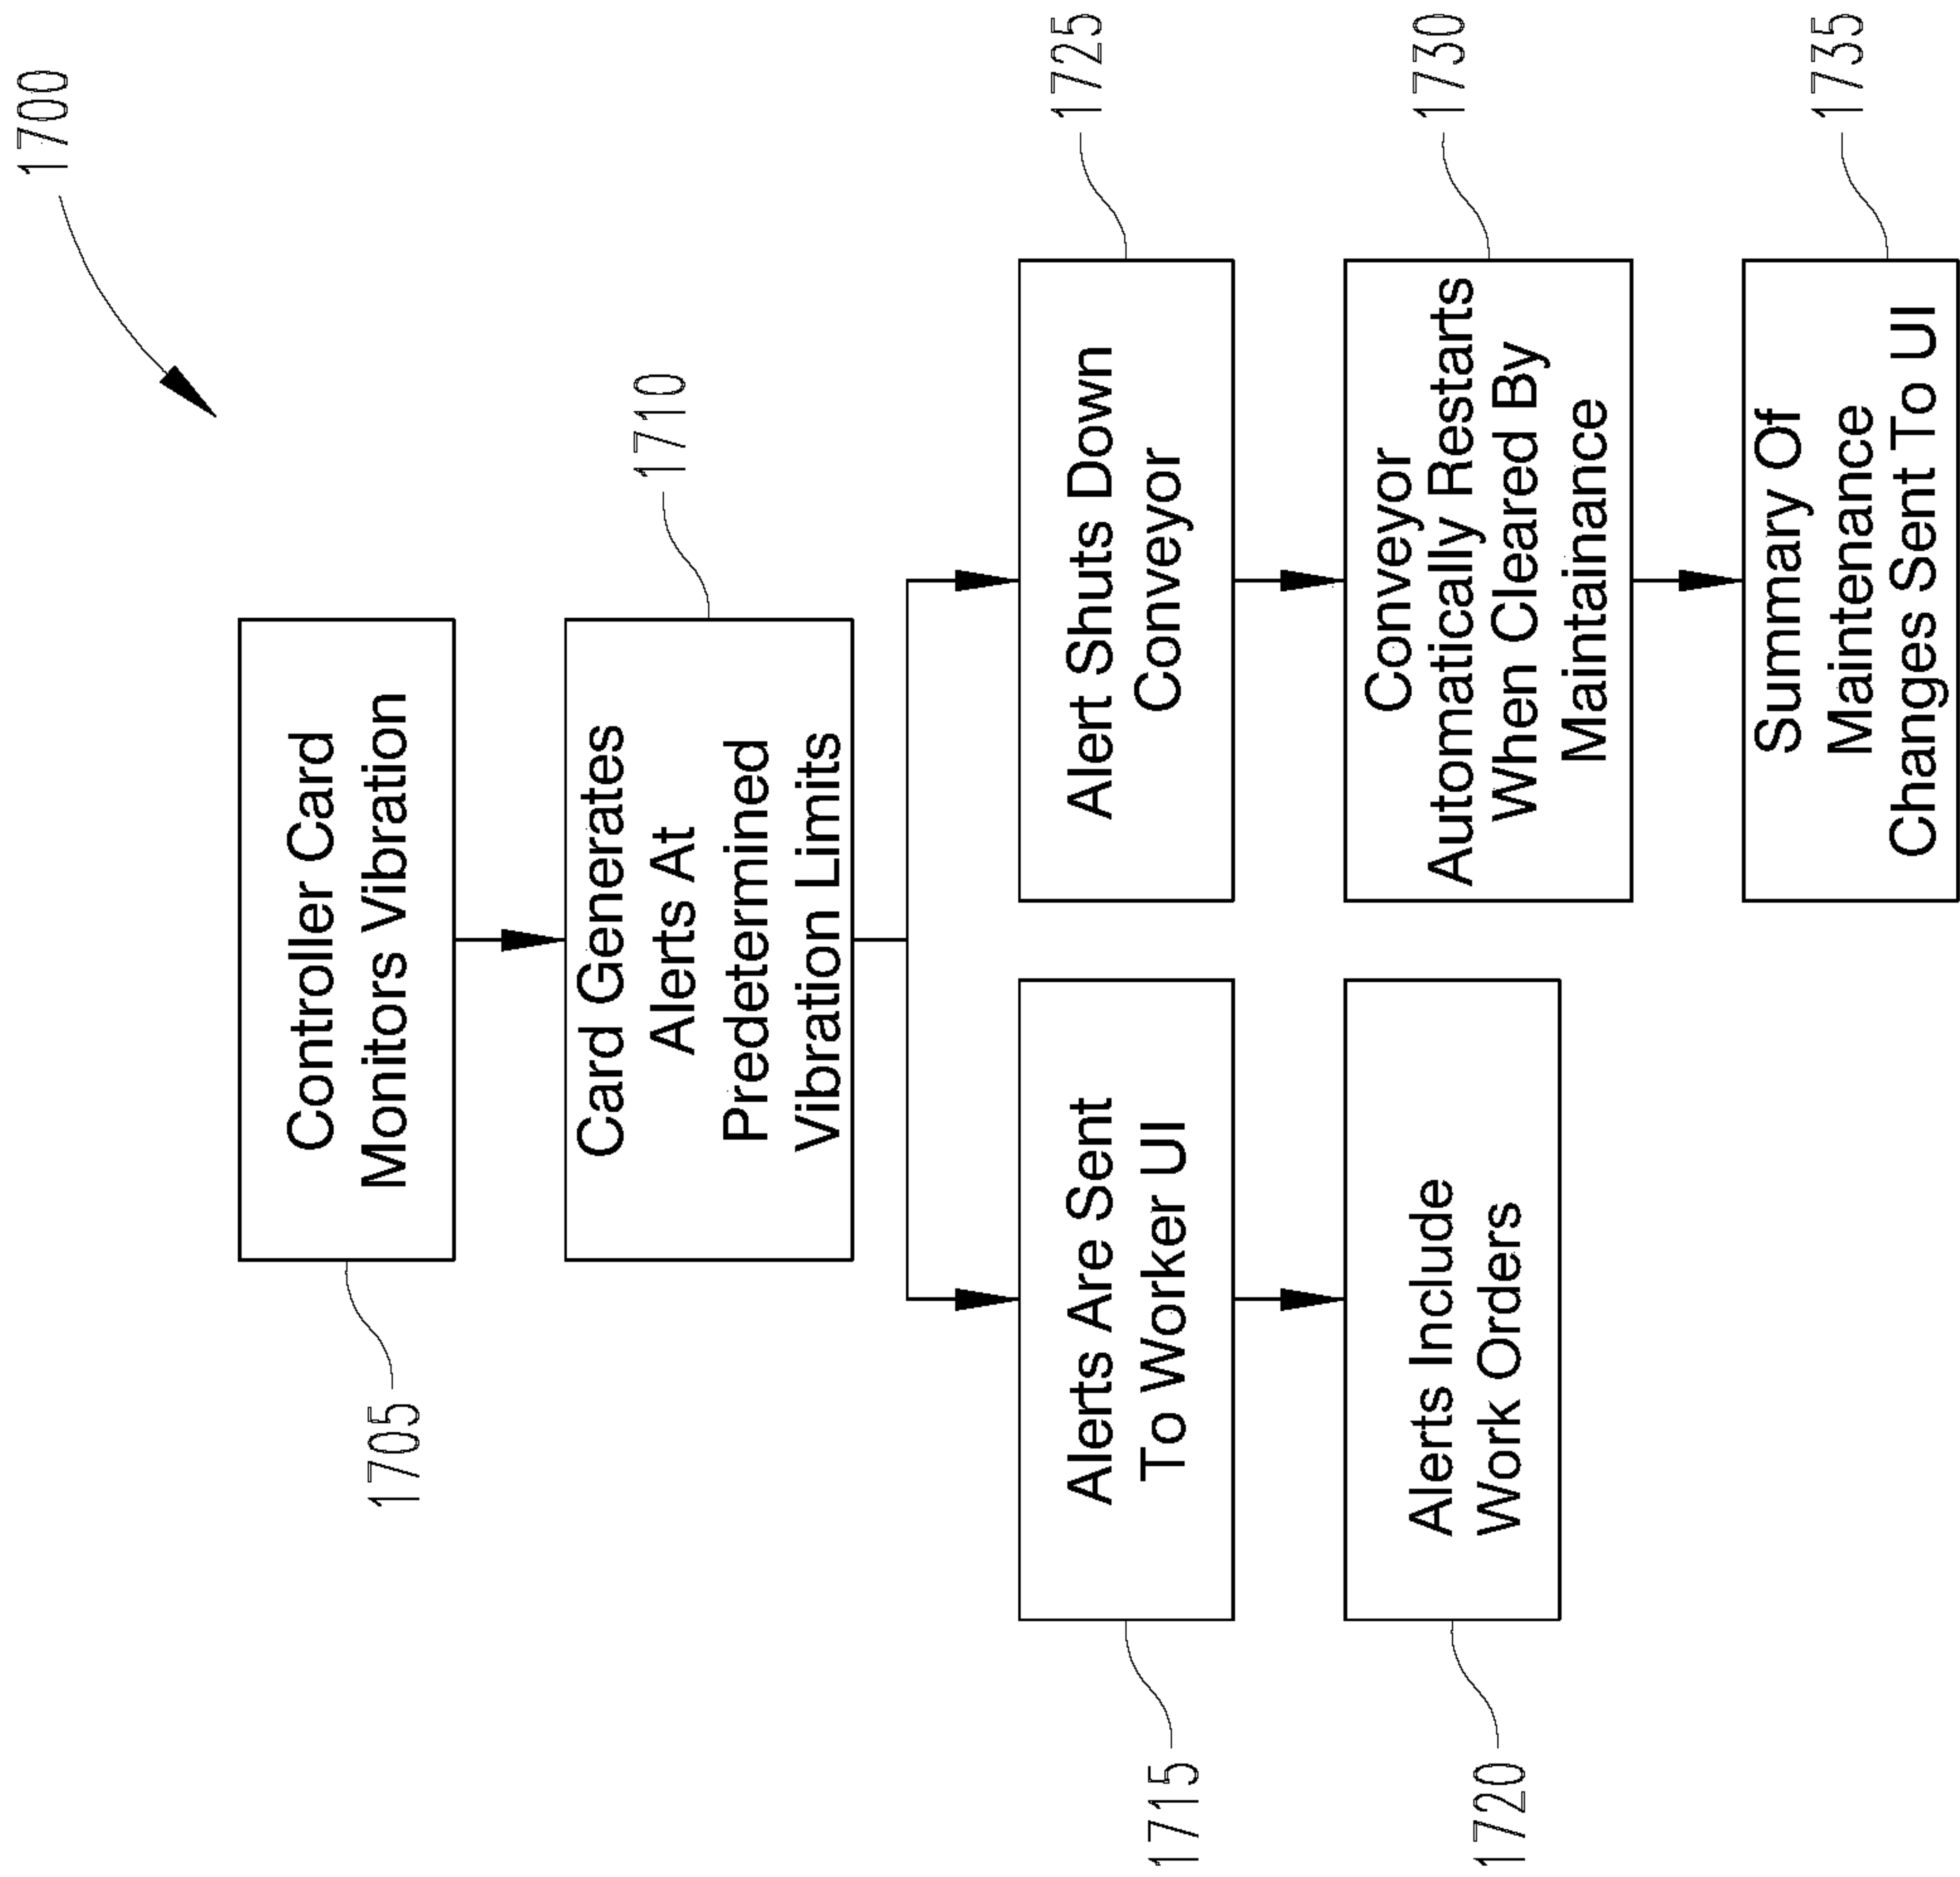 1700
Controller Card
Monitors Vibration
1705
Card Generates
Alerts At
Predetermined
Vibration Limits
1710
Alerts Are Sent
To Worker UI
1715
Alerts Include
Work Orders
1720
Alert Shuts Down
Conveyor
1725
Conveyor
Automatically Restarts
When Cleared By
Maintainance
1730
Summary Of
Maintenance
Changes Sent To UI
1735